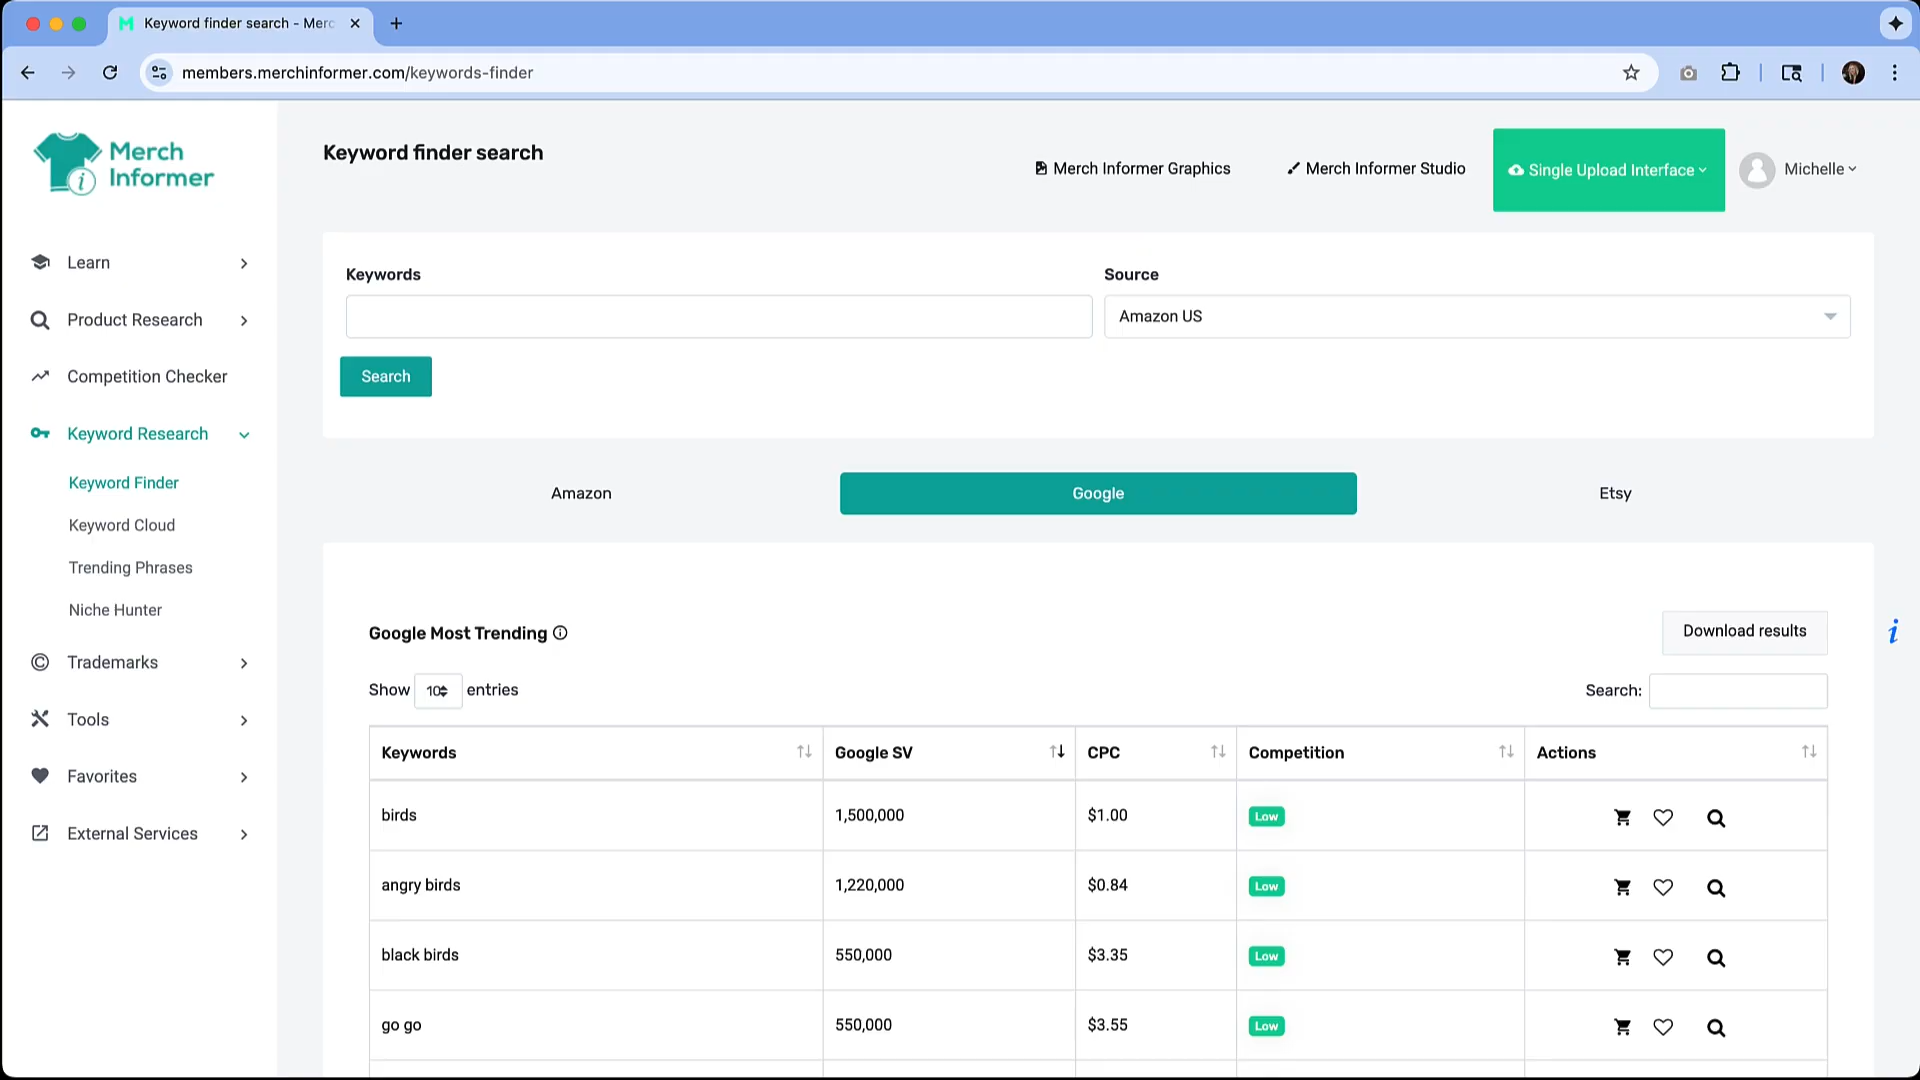 Keyword finder search - Merc
members.merchinformer.com/keywords-finder
Merch
Informer
Keyword finder search
Merch Informer Graphics
Merch Informer Studio
Single Upload Interface
Michelle
Learn
Product Research
Competition Checker
Keyword Research
Keyword Finder
Keyword Cloud
Trending Phrases
Niche Hunter
Trademarks
Tools
Favorites
External Services
Keywords
Source
Amazon US
Search
Amazon
Google
Etsy
Google Most Trending
Download results
Show 10 entries
Search:
Keywords Google SV CPC Competition Actions
birds 1,500,000 $1.00 Low
angry birds 1,220,000 $0.84 Low
black birds 550,000 $3.35 Low
go go 550,000 $3.55 Low